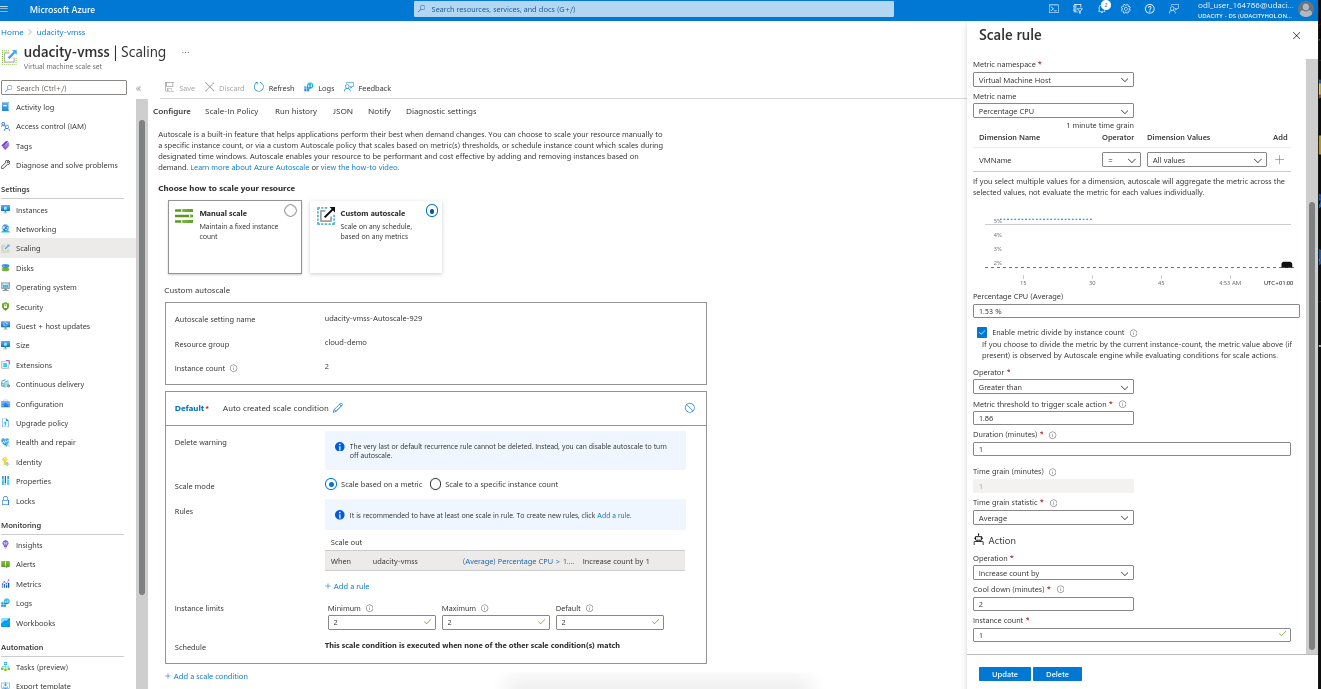 Microsoft Azure
Search resources, services, and docs (G+/)
2
odl_user_164786@udaci...
UDACITY - DS (UDACITYHOL.ON...
Home > udacity-vmss
udacity-vmss | Scaling ...
Virtual machine scale set
Search (Ctrl+/)
«
Activity log
Access control (IAM)
Tags
Diagnose and solve problems
Settings
Instances
Networking
Scaling
Disks
Operating system
Security
Guest + host updates
Size
Extensions
Continuous delivery
Configuration
Upgrade policy
Health and repair
Identity
Properties
Locks
Monitoring
Insights
Alerts
Metrics
Logs
Workbooks
Automation
Tasks (preview)
Export template
Save Discard Refresh Logs Feedback
Configure Scale-In Policy Run history JSON Notify Diagnostic settings
Autoscale is a built-in feature that helps applications perform their best when demand changes. You can choose to scale your resource manually to
a specific instance count, or via a custom Autoscale policy that scales based on metric(s) thresholds, or schedule instance count which scales during
designated time windows. Autoscale enables your resource to be performant and cost effective by adding and removing instances based on
demand. Learn more about Azure Autoscale or view the how-to video.
Choose how to scale your resource
Manual scale
Maintain a fixed instance
count
Custom autoscale
Scale on any schedule,
based on any metrics
Custom autoscale
Autoscale setting name udacity-vmss-Autoscale-929
Resource group cloud-demo
Instance count 2
Default* Auto created scale condition
Delete warning
The very last or default recurrence rule cannot be deleted. Instead, you can disable autoscale to turn
off autoscale.
Scale mode Scale based on a metric Scale to a specific instance count
Rules
It is recommended to have at least one scale in rule. To create new rules, click Add a rule.
Scale out
When udacity-vmss (Average) Percentage CPU > 1.... Increase count by 1
+ Add a rule
Instance limits Minimum Maximum Default
2 2 2
Schedule This scale condition is executed when none of the other scale condition(s) match
+ Add a scale condition
Scale rule
Metric namespace *
Virtual Machine Host
Metric name
Percentage CPU
1 minute time grain
Dimension Name Operator Dimension Values Add
VMName = All values +
If you select multiple values for a dimension, autoscale will aggregate the metric across the
selected values, not evaluate the metric for each values individually.
5%
4%
3%
2%
15 30 45 4:53 AM UTC+01:00
Percentage CPU (Average)
1.53 %
Enable metric divide by instance count
If you choose to divide the metric by the current instance-count, the metric value above (if
present) is observed by Autoscale engine while evaluating conditions for scale actions.
Operator *
Greater than
Metric threshold to trigger scale action *
1.86
Duration (minutes) *
1
Time grain (minutes)
1
Time grain statistic *
Average
Action
Operation *
Increase count by
Cool down (minutes) *
2
Instance count *
1
Update Delete